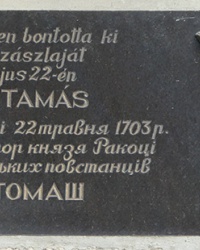 en bontotta ki
zászlaját
jus 22-én
TAMÁS
і 22 травня 1703 р.
ор князя Ракоці
ьких повстанців
ТОМАШ